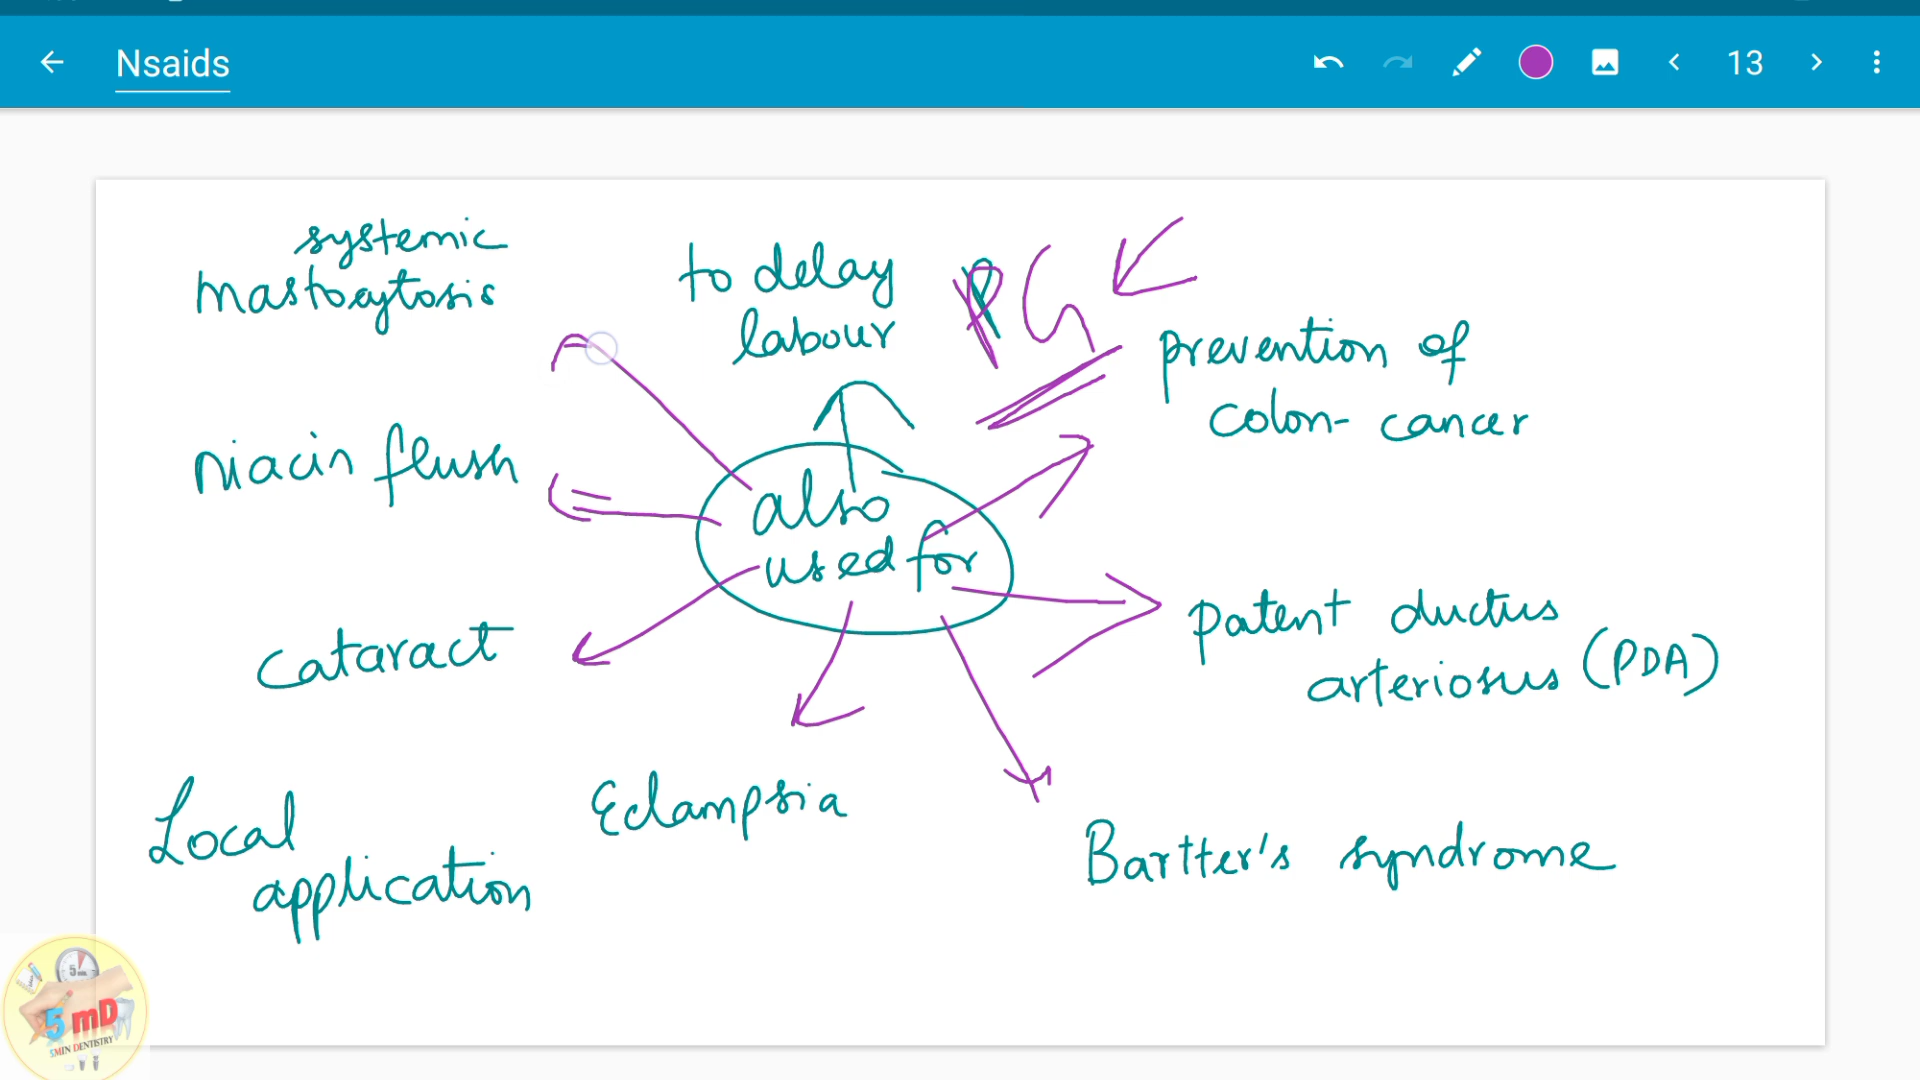 Nsaids
13
systemic
mastocytosis
to delay
labour
PG
prevention of
colon-cancer
niacin flush
also
used for
cataract
patent ductus
arteriosus (PDA)
Local
application
Eclampsia
Bartter's syndrome
5
5 mD
5MIN DENTISTRY